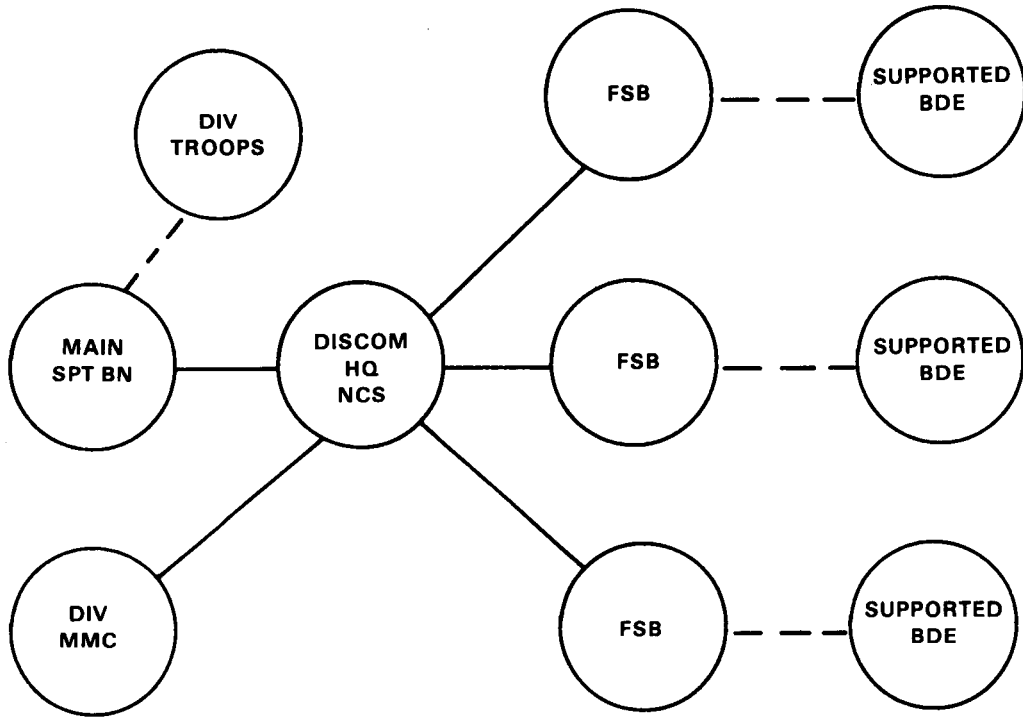 FSB
SUPPORTED
BDE
DIV
TROOPS
MAIN
SPT BN
DISCOM
HQ
NCS
FSB
SUPPORTED
BDE
DIV
MMC
FSB
SUPPORTED
BDE